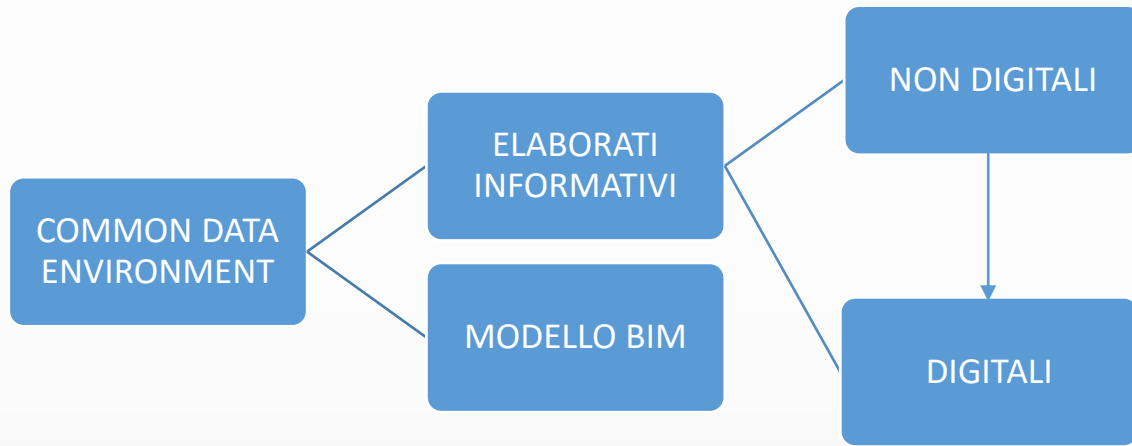 COMMON DATA
ENVIRONMENT
ELABORATI
INFORMATIVI
MODELLO BIM
NON DIGITALI
DIGITALI